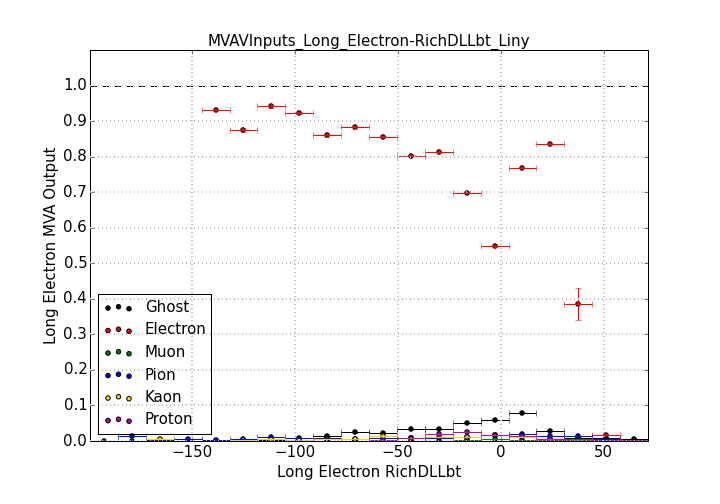 MVAVInputs_Long_Electron-RichDLLbt_Liny
Long Electron MVA Output
1.0
0.9
0.8
0.7
0.6
0.5
0.4
0.3
0.2
0.1
0.0
Ghost
Electron
Muon
Pion
Kaon
Proton
−150 −100 −50 0 50
Long Electron RichDLLbt